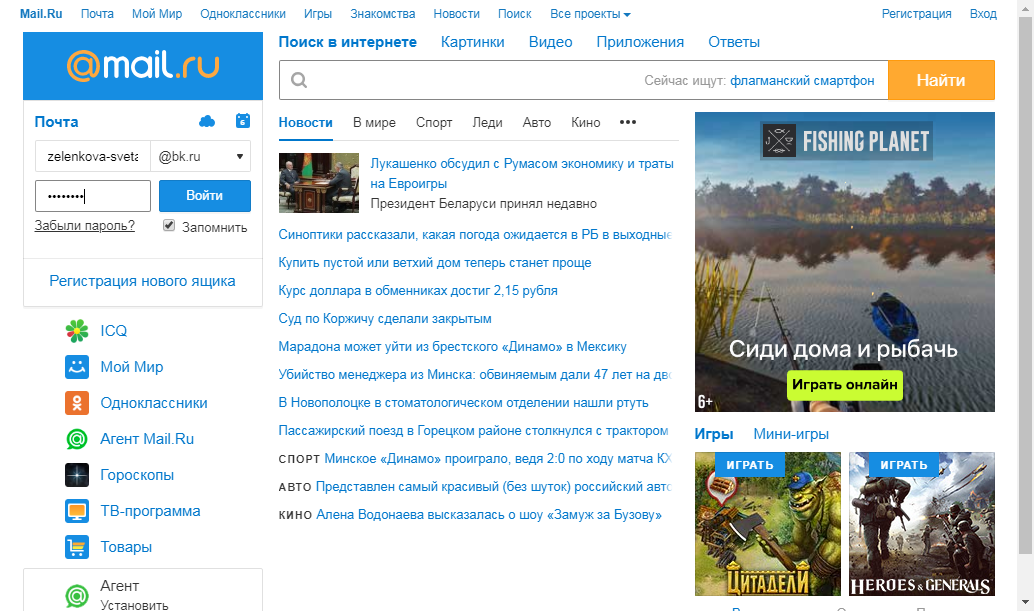 Mail.Ru Почта Мой Мир Одноклассники Игры Знакомства Новости Поиск Все проекты Регистрация Вход
@mail.ru
Почта
6
zelenkova-sveta @bk.ru
•••••••• Войти
Забыли пароль? Запомнить
Регистрация нового ящика
ICQ
Мой Мир
Одноклассники
Агент Mail.Ru
Гороскопы
ТВ-программа
Товары
Агент
Установить
Поиск в интернете Картинки Видео Приложения Ответы
Сейчас ищут: флагманский смартфон Найти
Новости В мире Спорт Леди Авто Кино •••
Лукашенко обсудил с Румасом экономику и траты
на Евроигры
Президент Беларуси принял недавно
Синоптики рассказали, какая погода ожидается в РБ в выходные
Купить пустой или ветхий дом теперь станет проще
Курс доллара в обменниках достиг 2,15 рубля
Суд по Коржичу сделали закрытым
Марадона может уйти из брестского «Динамо» в Мексику
Убийство менеджера из Минска: обвиняемым дали 47 лет на
В Новополоцке в стоматологическом отделении нашли ртуть
Пассажирский поезд в Горецком районе столкнулся с трактором
СПОРТ Минское «Динамо» проиграло, ведя 2:0 по ходу матча
АВТО Представлен самый красивый (без шуток) российский
КИНО Алена Водонаева высказалась о шоу «Замуж за Бузову»
FISHING PLANET
Сиди дома и рыбачь
Играть онлайн
6+
Игры Мини-игры
ИГРАТЬ
ЦИТАДЕЛИ
ИГРАТЬ
HEROES & GENERALS